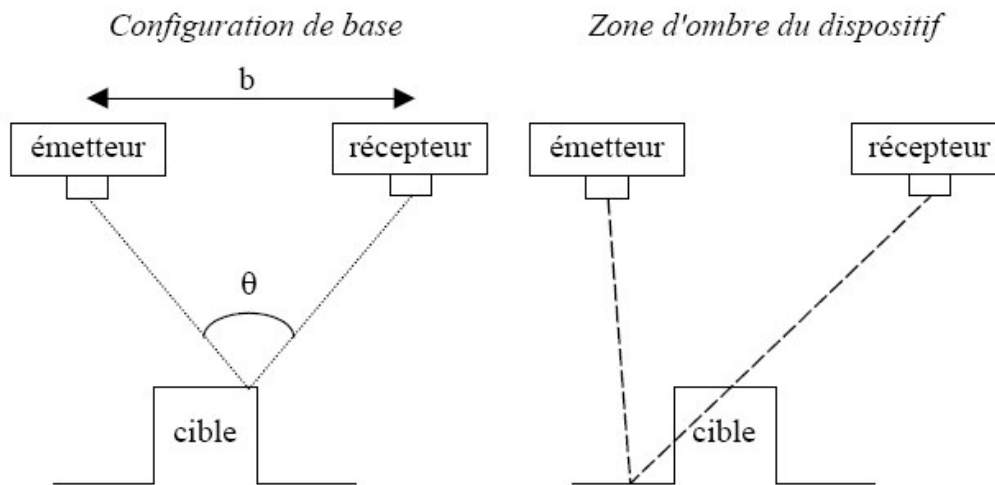 Configuration de base
b
émetteur
récepteur
θ
cible
Zone d'ombre du dispositif
émetteur
récepteur
cible